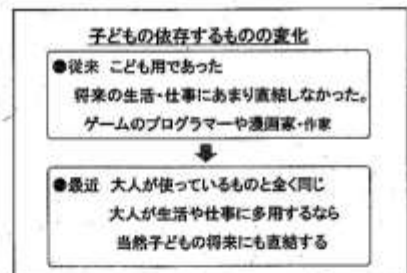 子どもの依存するものの変化
●従来 こども用であった
将来の生活・仕事にあまり直結しなかった。
ゲームのプログラマーや漫画家・作家
●最近 大人が使っているものと全く同じ
大人が生活や仕事に多用するなら
当然子どもの将来にも直結する